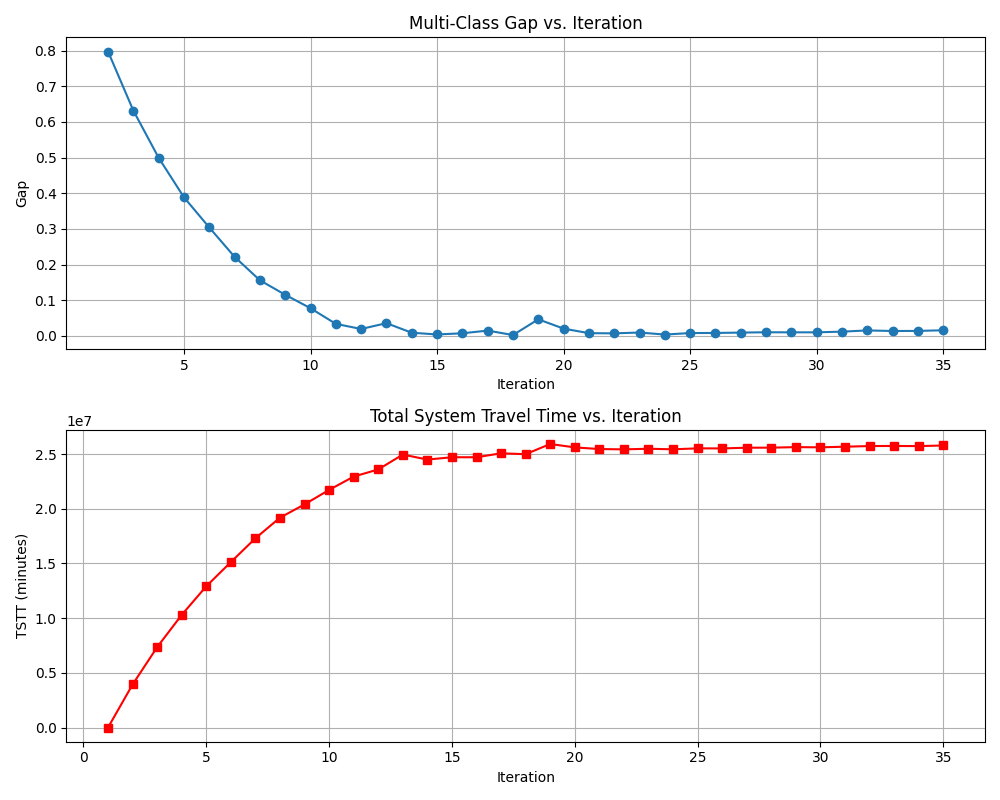 Multi-Class Gap vs. Iteration
0.8
0.7
0.6
0.5
0.4
0.3
0.2
0.1
0.0
Gap
5 10 15 20 25 30 35
Iteration
Total System Travel Time vs. Iteration
1e7
2.5
2.0
1.5
1.0
0.5
0.0
TSTT (minutes)
0 5 10 15 20 25 30 35
Iteration